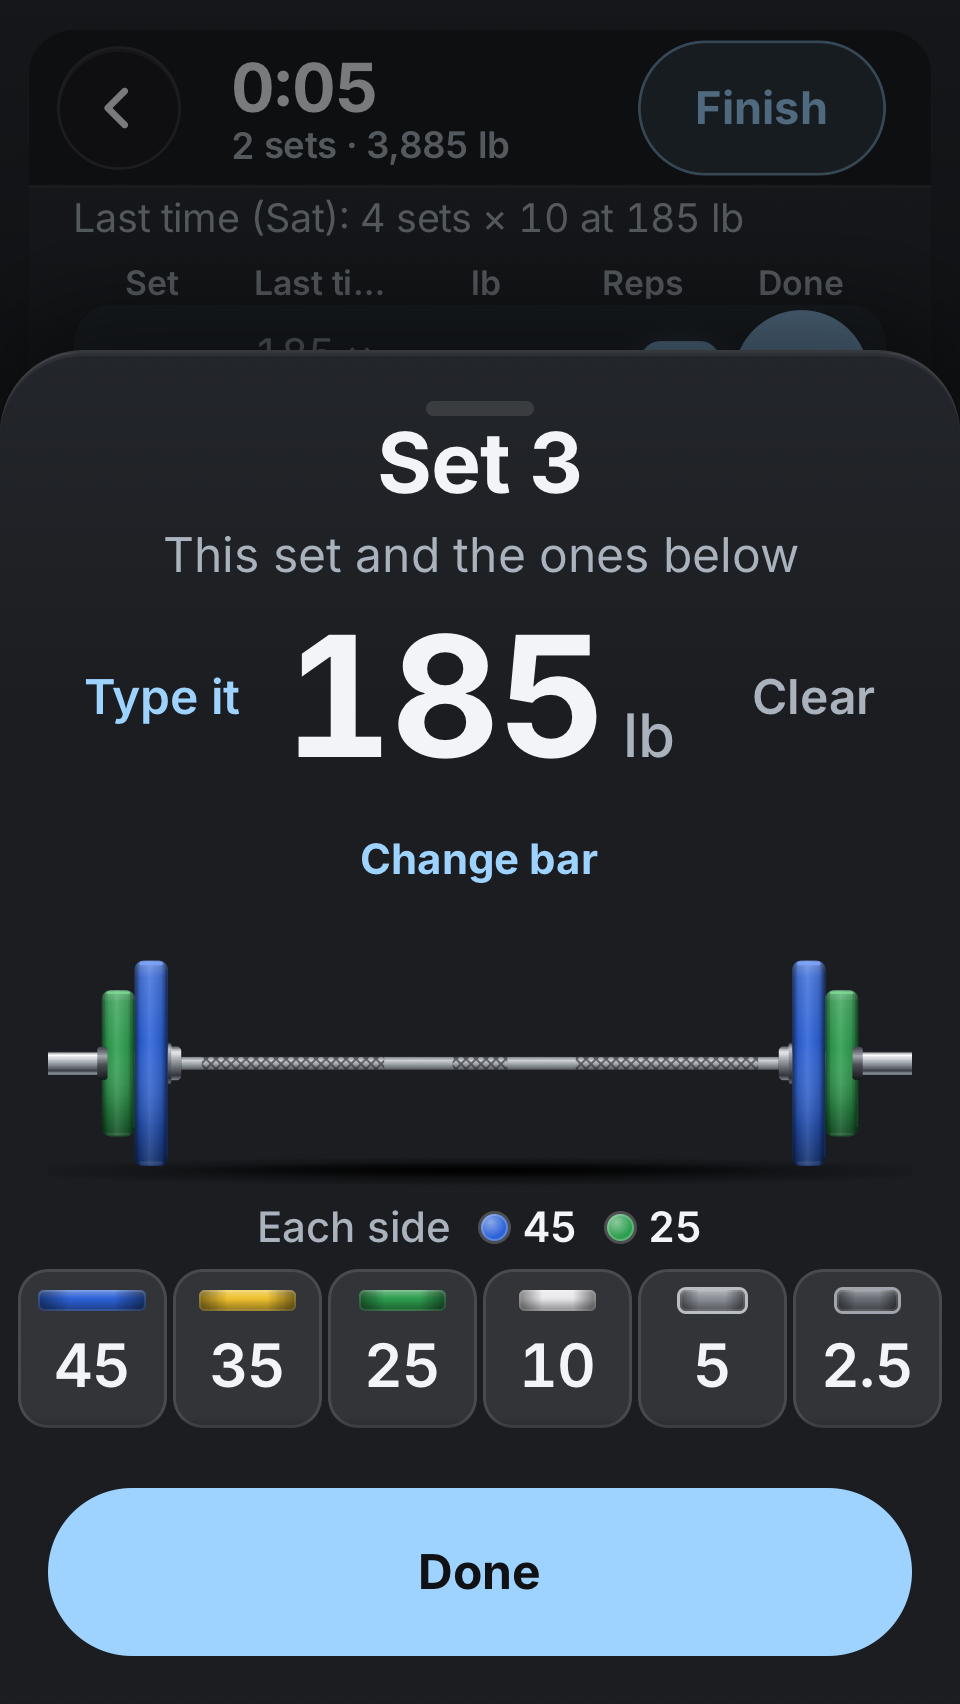 0:05
2 sets · 3,885 lb
Finish
Last time (Sat): 4 sets × 10 at 185 lb
Set Last ti... lb Reps Done
Set 3
This set and the ones below
Type it 185 lb Clear
Change bar
Each side 45 25
45 35 25 10 5 2.5
Done